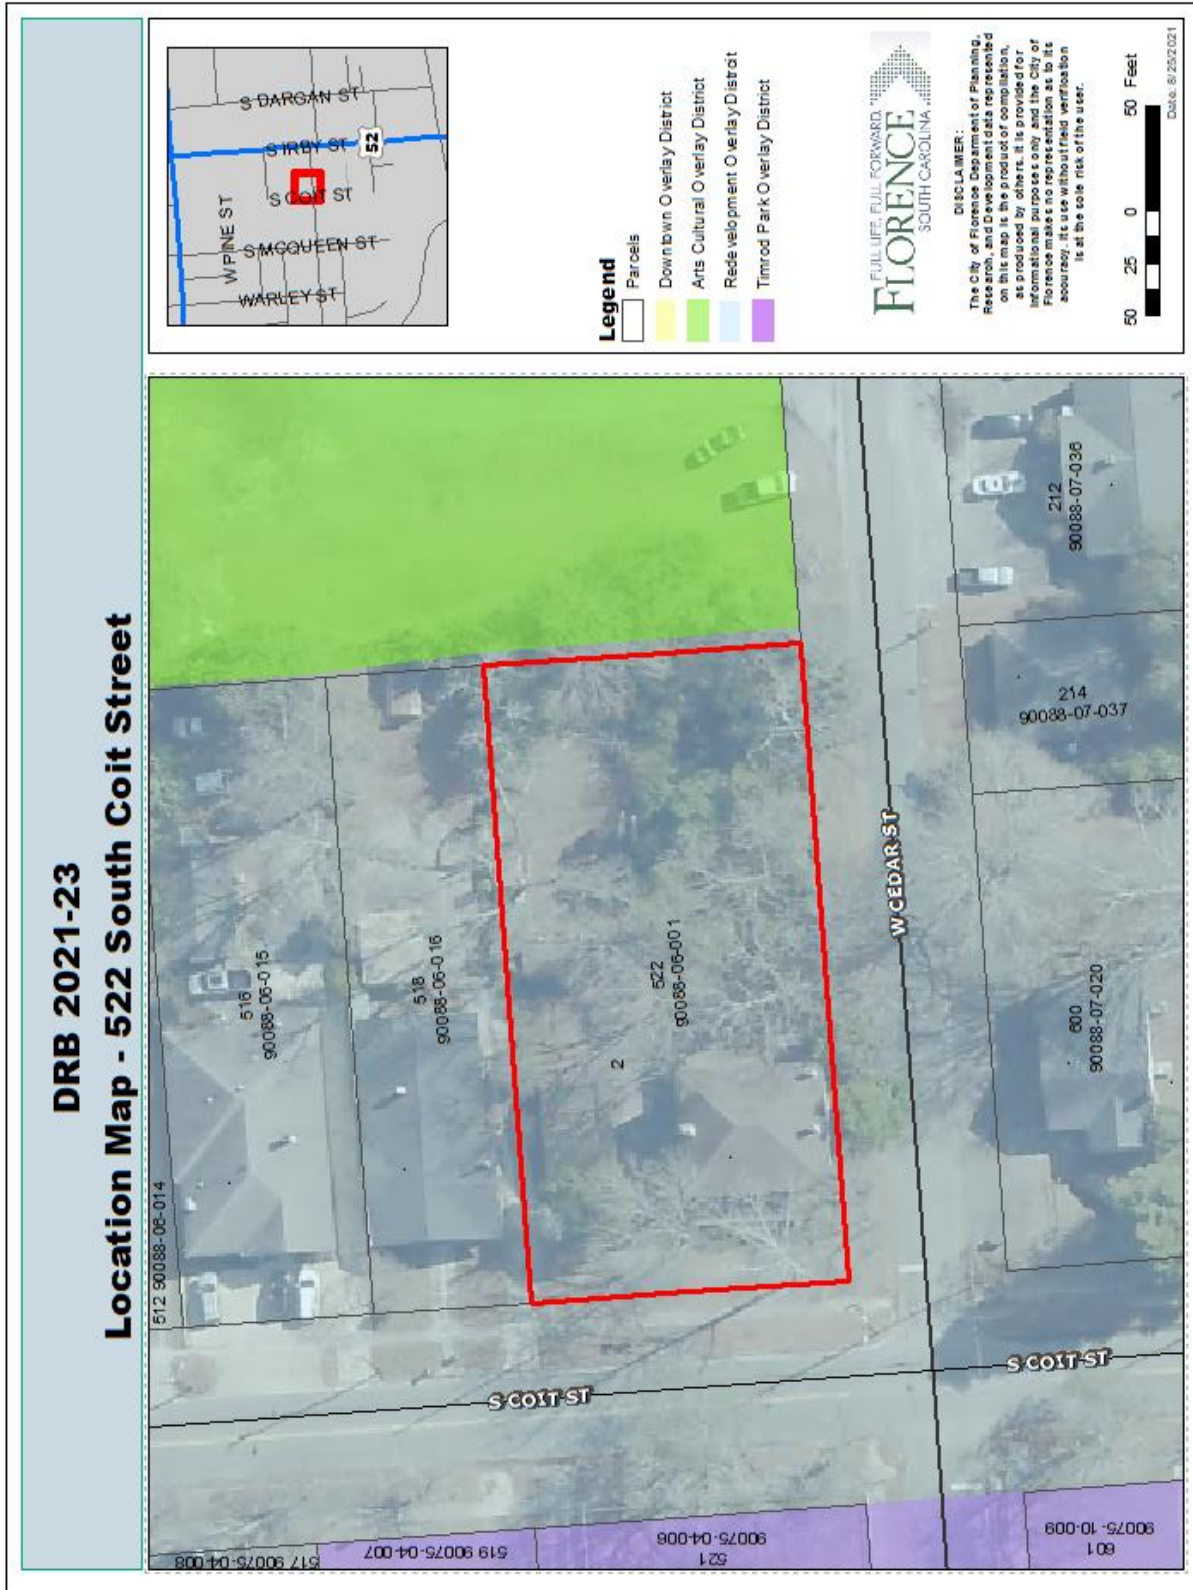 DRB 2021-23
Location Map - 522 South Coit Street
512 90088-06-014
516
90088-06-015
518
90088-06-016
2
522
90088-06-001
W CEDAR ST
S COIT ST
S COIT ST
600
90088-07-020
214
90088-07-037
212
90088-07-036
517 90075-04-008
519 90075-04-007
521
90075-04-006
601
90075-10-009
W PINE ST
S DARGAN ST
S IRBY ST
52
S COIT ST
S MCQUEEN ST
WARLEY ST
Legend
Parcels
Downtown Overlay District
Arts Cultural Overlay District
Redevelopment Overlay Distroit
Timrod Park Overlay District
FULL LIFE. FULL FORWARD.
FLORENCE
SOUTH CAROLINA
DISCLAIMER:
The City of Florence Department of Planning,
Research, and Development data represented
on this map is the product of compilation,
as produced by others. It is provided for
informational purposes only and the City of
Florence makes no representation as to its
accuracy. Its use without field verification
is at the sole risk of the user.
50 25 0 50 Feet
Date: 8/25/2021